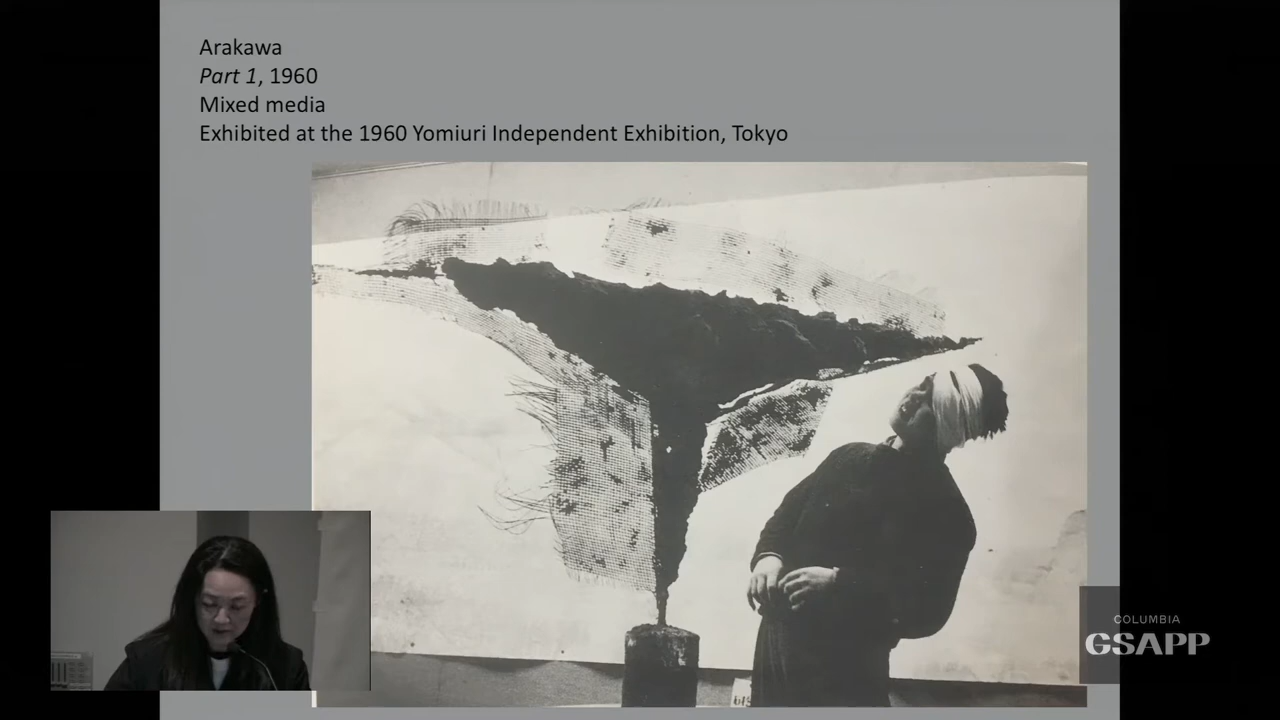 Arakawa
Part 1, 1960
Mixed media
Exhibited at the 1960 Yomiuri Independent Exhibition, Tokyo
COLUMBIA
GSAPP